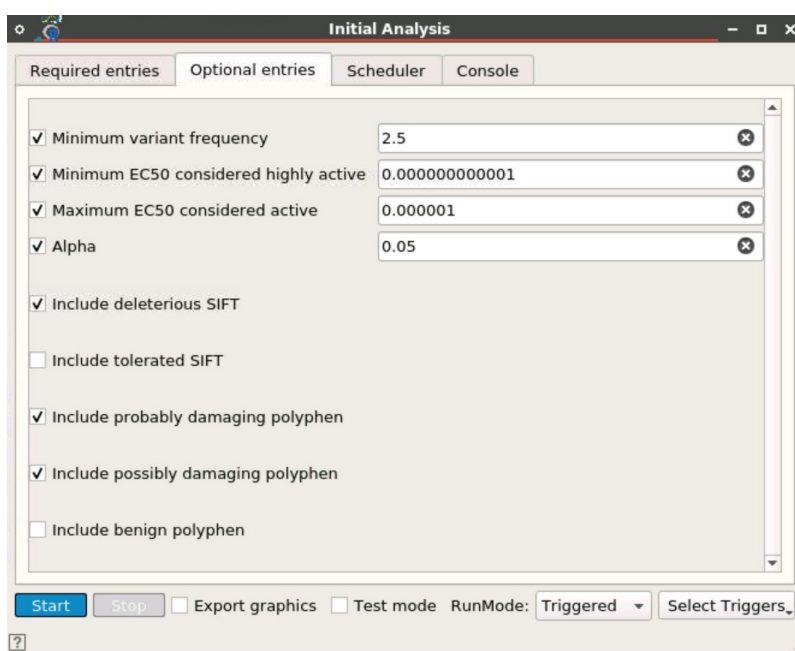 Initial Analysis
Required entries Optional entries Scheduler Console
Minimum variant frequency 2.5
Minimum EC50 considered highly active 0.000000000001
Maximum EC50 considered active 0.000001
Alpha 0.05
Include deleterious SIFT
Include tolerated SIFT
Include probably damaging polyphen
Include possibly damaging polyphen
Include benign polyphen
Start Stop Export graphics Test mode RunMode: Triggered Select Triggers
?